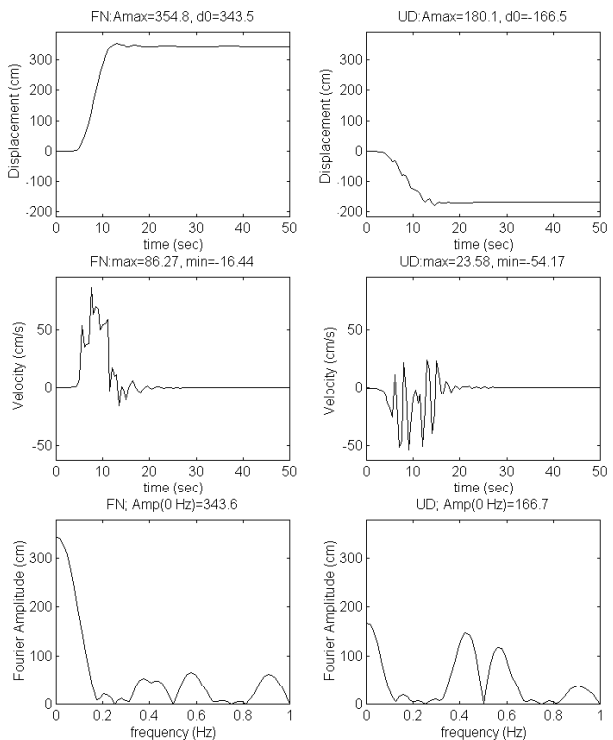 FN:Amax=354.8, d0=343.5
Displacement (cm)
300
200
100
0
-100
-200
0 10 20 30 40 50
time (sec)
UD:Amax=180.1, d0=-166.5
Displacement (cm)
300
200
100
0
-100
-200
0 10 20 30 40 50
time (sec)
FN:max=86.27, min=-16.44
Velocity (cm/s)
50
0
-50
0 10 20 30 40 50
time (sec)
UD:max=23.58, min=-54.17
Velocity (cm/s)
50
0
-50
0 10 20 30 40 50
time (sec)
FN; Amp(0 Hz)=343.6
Fourier Amplitude (cm)
300
200
100
0
0 0.2 0.4 0.6 0.8 1
frequency (Hz)
UD; Amp(0 Hz)=166.7
Fourier Amplitude (cm)
300
200
100
0
0 0.2 0.4 0.6 0.8 1
frequency (Hz)